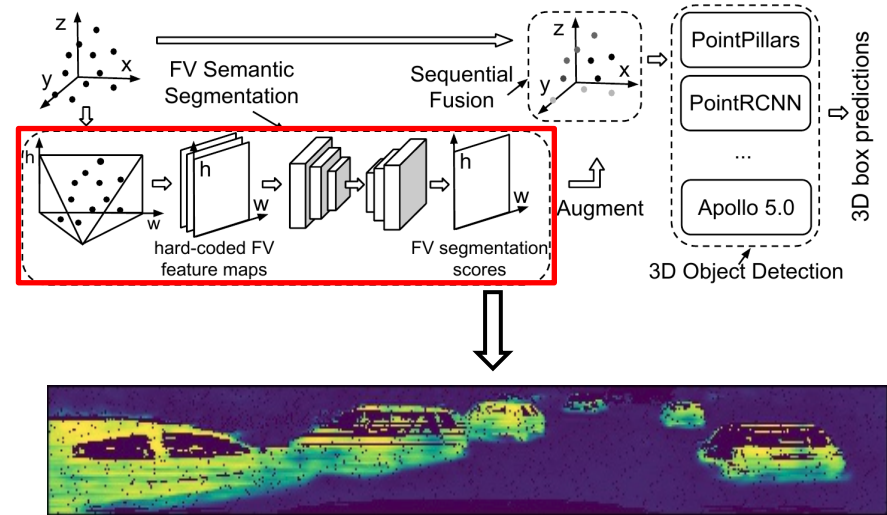 z
y
x
FV Semantic
Segmentation
Sequential
Fusion
z
y
x
PointPillars
PointRCNN
...
Apollo 5.0
3D box predictions
h
w
h
w
hard-coded FV
feature maps
h
w
FV segmentation
scores
Augment
3D Object Detection